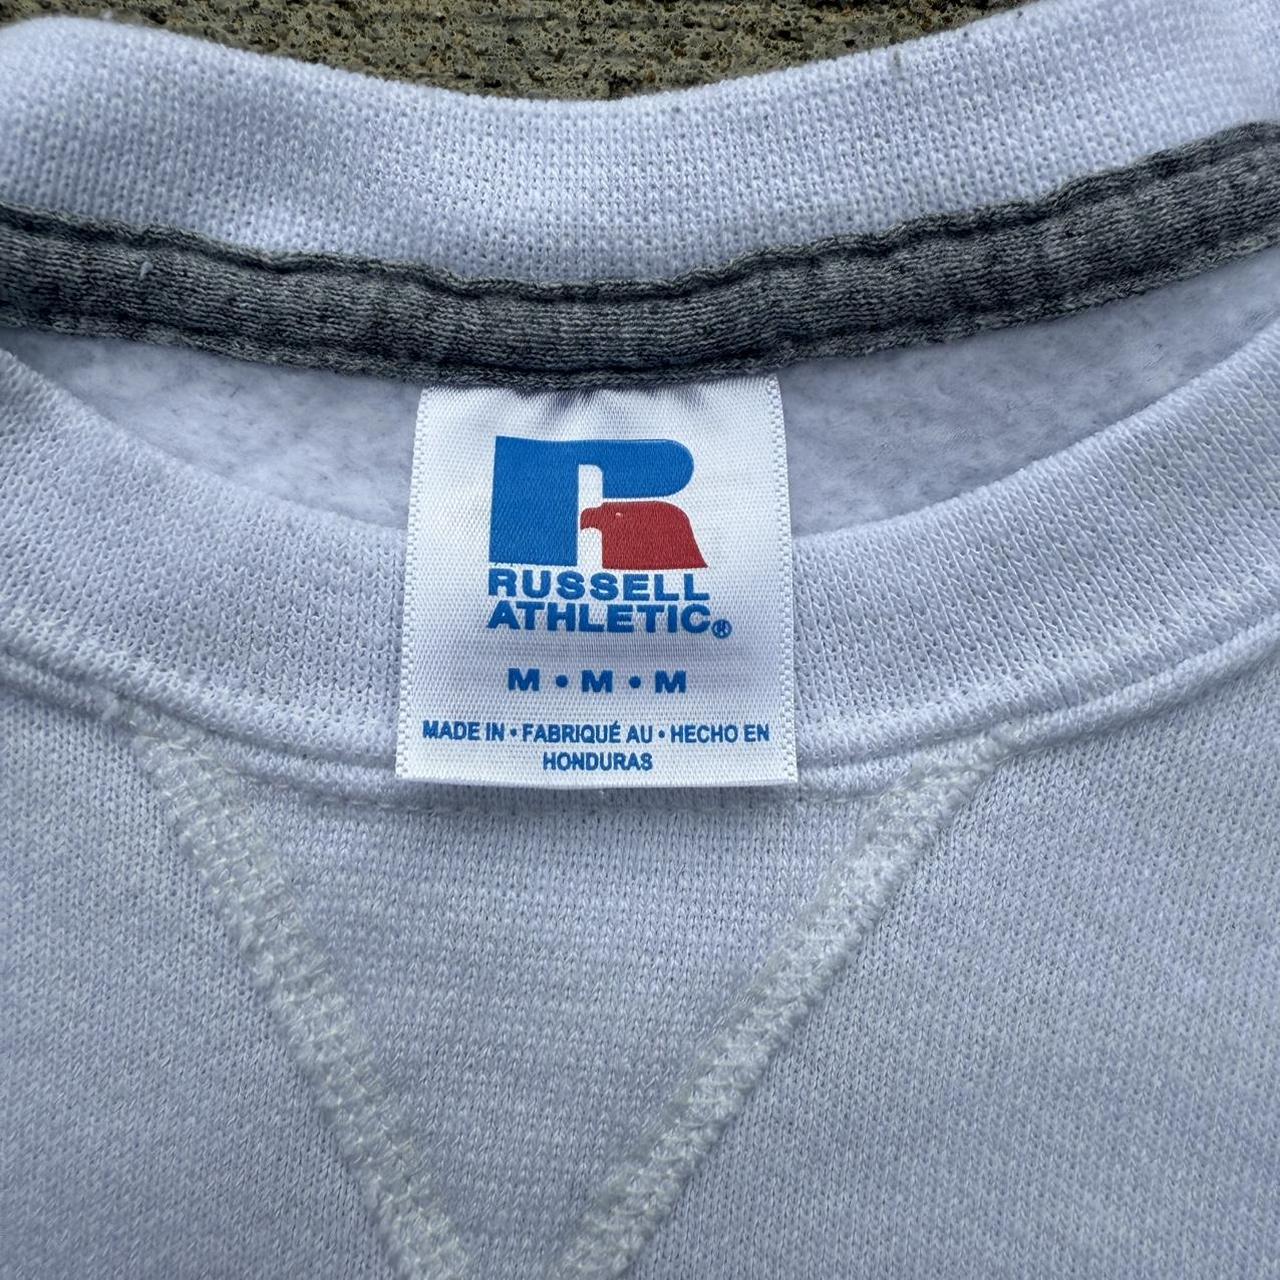 RUSSELL
ATHLETIC®
M • M • M
MADE IN • FABRIQUÉ AU • HECHO EN
HONDURAS